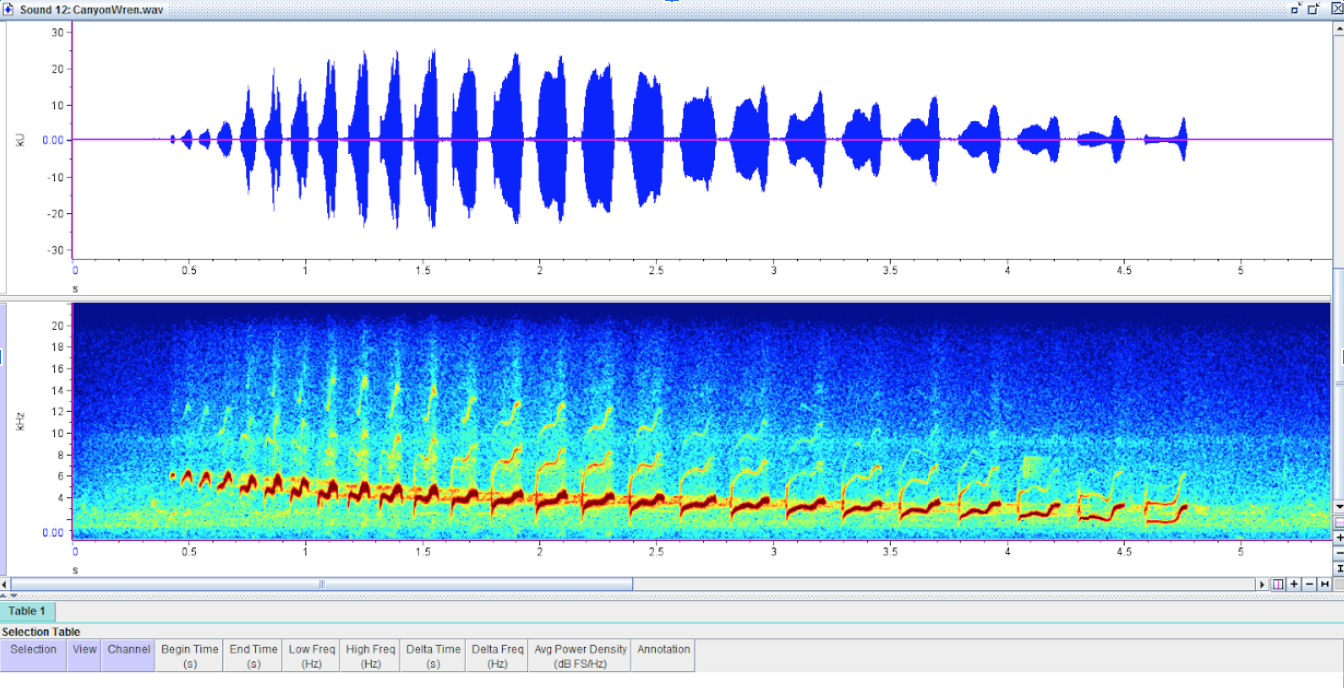 Sound 12: CanyonWren.wav
30
20
10
kU
0.00
-10
-20
-30
0 0.5 1 1.5 2 2.5 3 3.5 4 4.5 5
s
20
18
16
14
12
kHz
10
8
6
4
0.00
0 0.5 1 1.5 2 2.5 3 3.5 4 4.5 5
s
Table 1
Selection Table
Selection View Channel Begin Time End Time Low Freq High Freq Delta Time Delta Freq Avg Power Density Annotation
(s) (s) (Hz) (Hz) (s) (Hz) (dB FS/Hz)